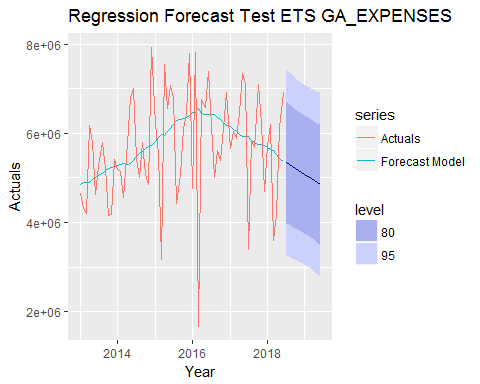 Regression Forecast Test ETS GA_EXPENSES
8e+06
6e+06
4e+06
2e+06
Actuals
2014 2016 2018
Year
series
Actuals
Forecast Model
level
80
95